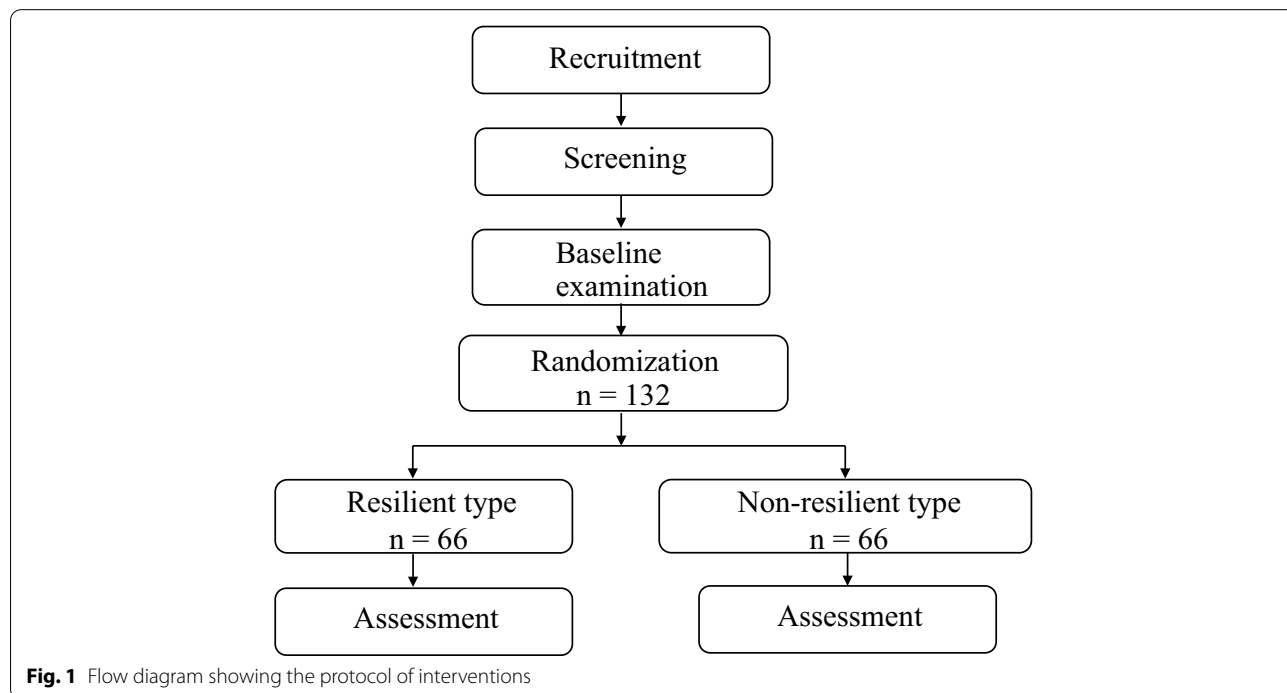 Recruitment
Screening
Baseline
examination
Randomization
n = 132
Resilient type
n = 66
Non-resilient type
n = 66
Assessment
Assessment
Fig. 1 Flow diagram showing the protocol of interventions